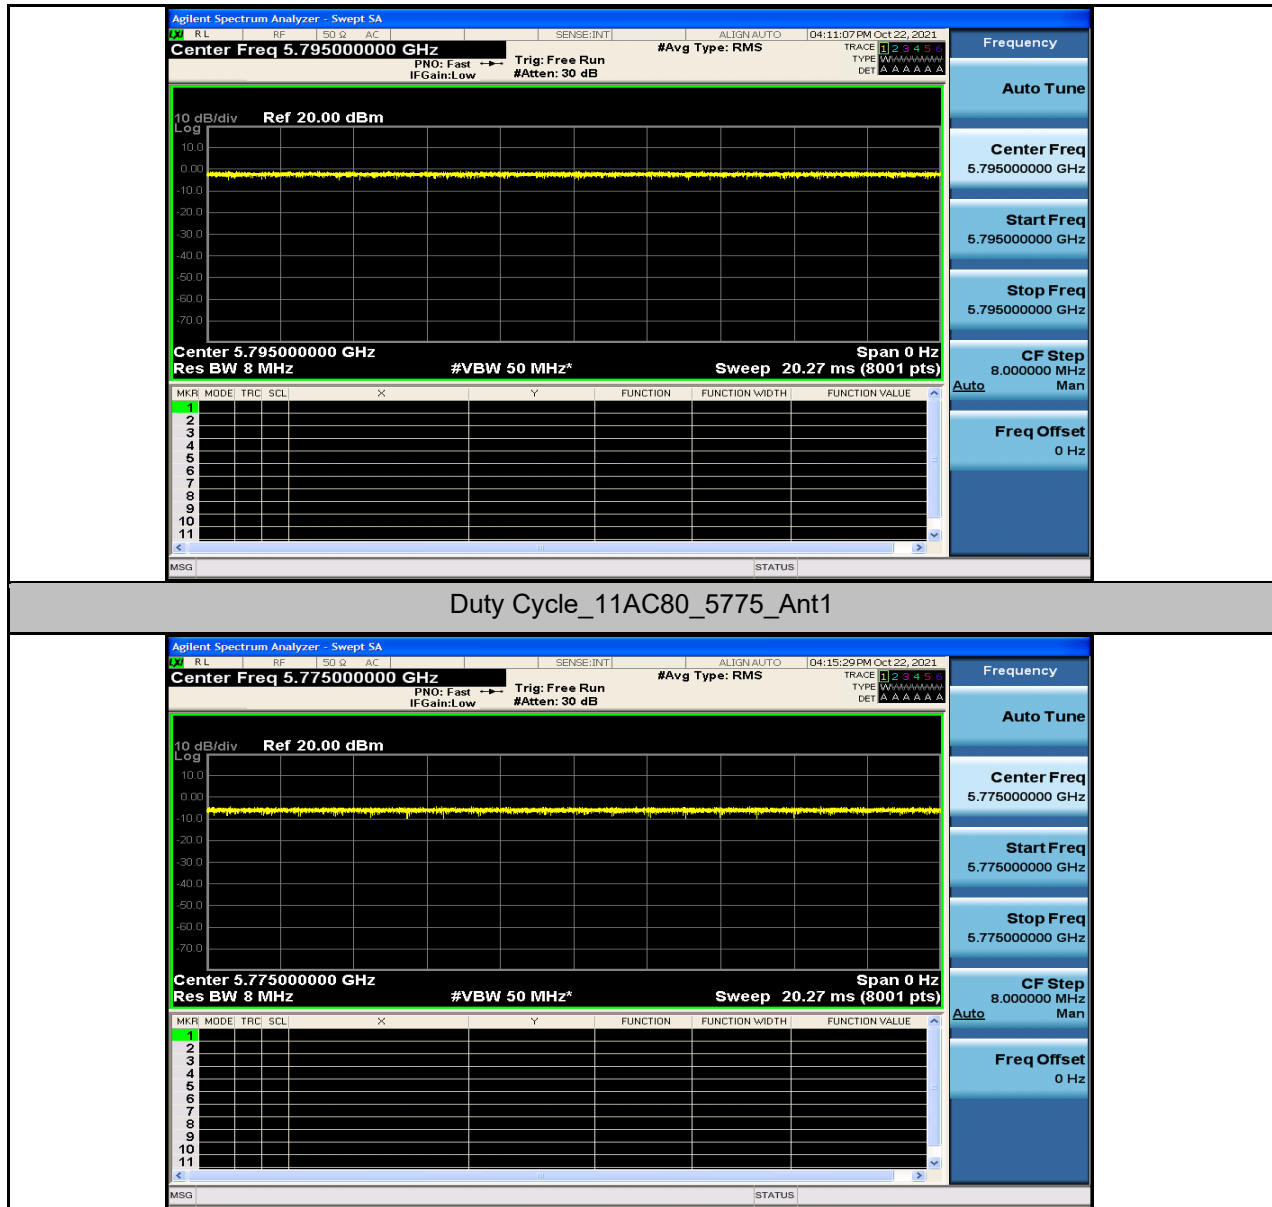 Agilent Spectrum Analyzer - Swept SA
LXI RL RF 50 Ω AC SENSE:INT ALIGN AUTO 04:11:07 PM Oct 22, 2021
Center Freq 5.795000000 GHz #Avg Type: RMS TRACE 1 2 3 4 5 6
PNO: Fast Trig: Free Run TYPE W
IFGain:Low #Atten: 30 dB DET A A A A A A
10 dB/div Ref 20.00 dBm
Log
10.0
0.00
-10.0
-20.0
-30.0
-40.0
-50.0
-60.0
-70.0
Center 5.795000000 GHz Span 0 Hz
Res BW 8 MHz #VBW 50 MHz* Sweep 20.27 ms (8001 pts)
MKR MODE TRC SCL X Y FUNCTION FUNCTION WIDTH FUNCTION VALUE
1
2
3
4
5
6
7
8
9
10
11
MSG STATUS
Frequency
Auto Tune
Center Freq
5.795000000 GHz
Start Freq
5.795000000 GHz
Stop Freq
5.795000000 GHz
CF Step
8.000000 MHz
Auto Man
Freq Offset
0 Hz
Duty Cycle_11AC80_5775_Ant1
Agilent Spectrum Analyzer - Swept SA
LXI RL RF 50 Ω AC SENSE:INT ALIGN AUTO 04:15:29 PM Oct 22, 2021
Center Freq 5.775000000 GHz #Avg Type: RMS TRACE 1 2 3 4 5 6
PNO: Fast Trig: Free Run TYPE W
IFGain:Low #Atten: 30 dB DET A A A A A A
10 dB/div Ref 20.00 dBm
Log
10.0
0.00
-10.0
-20.0
-30.0
-40.0
-50.0
-60.0
-70.0
Center 5.775000000 GHz Span 0 Hz
Res BW 8 MHz #VBW 50 MHz* Sweep 20.27 ms (8001 pts)
MKR MODE TRC SCL X Y FUNCTION FUNCTION WIDTH FUNCTION VALUE
1
2
3
4
5
6
7
8
9
10
11
MSG STATUS
Frequency
Auto Tune
Center Freq
5.775000000 GHz
Start Freq
5.775000000 GHz
Stop Freq
5.775000000 GHz
CF Step
8.000000 MHz
Auto Man
Freq Offset
0 Hz